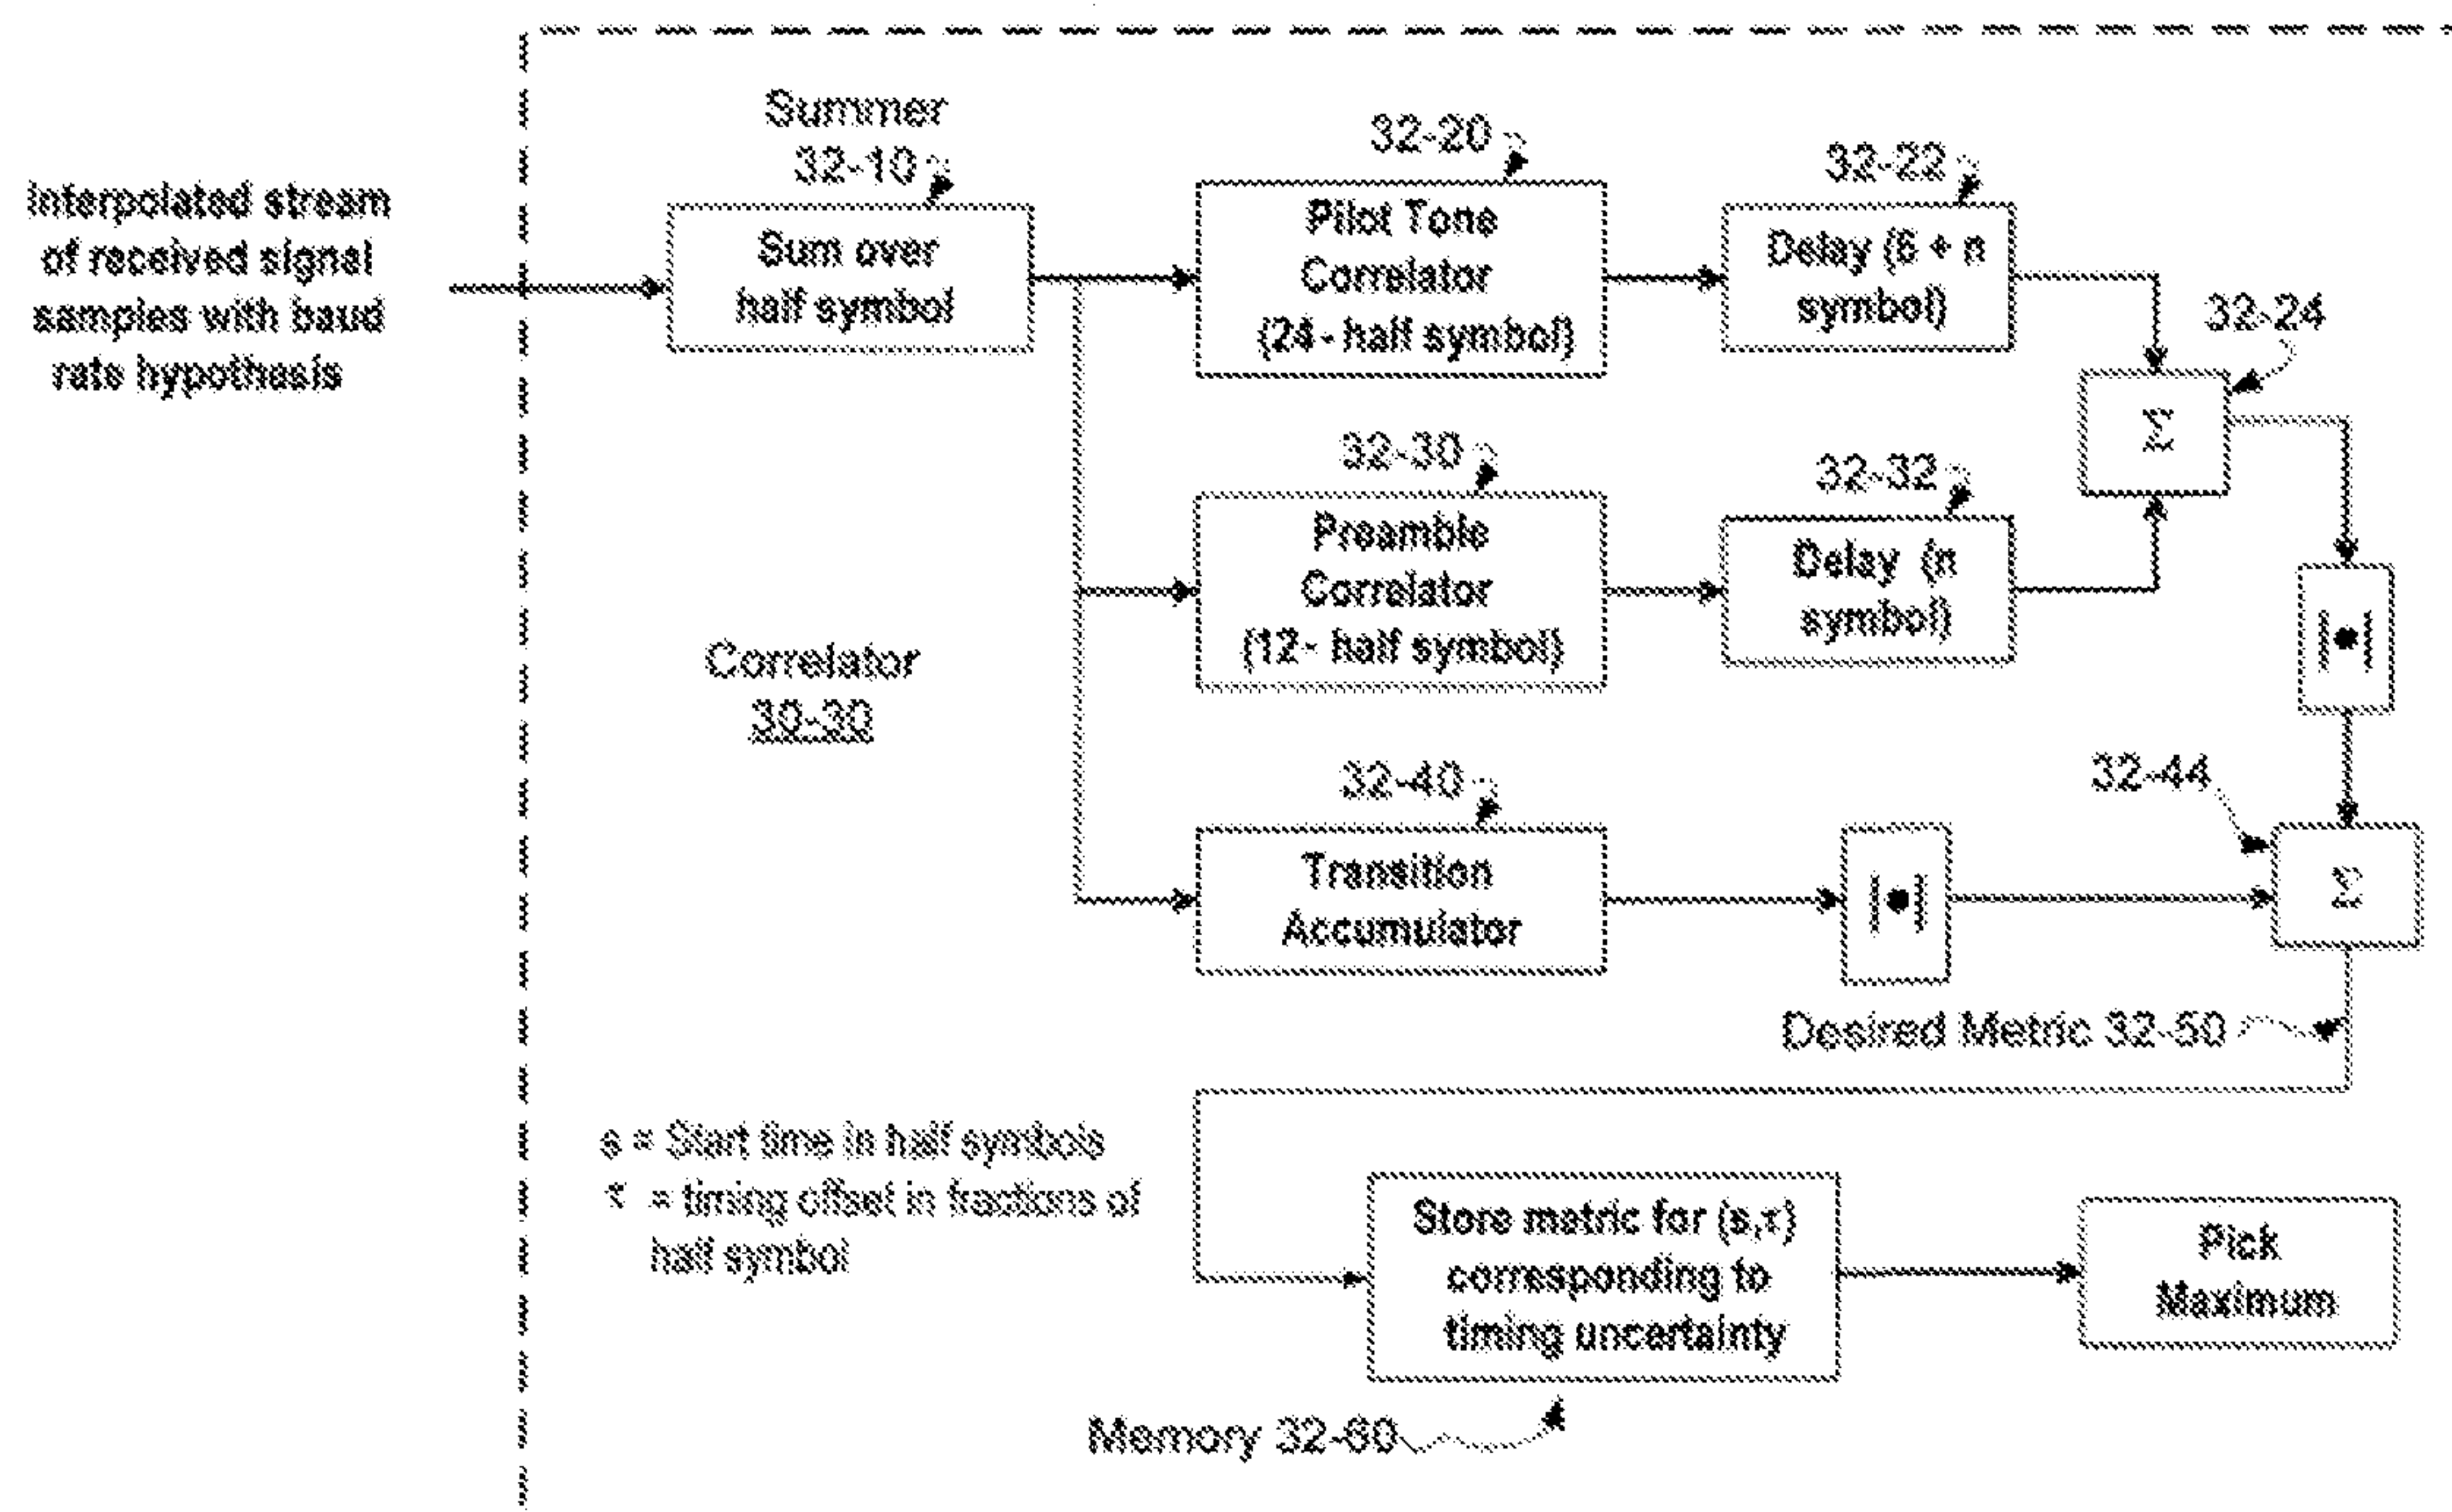 Interpolated stream
of received signal
samples with baud
rate hypothesis
Summer
32-10
Sum over
half symbol
32-20
Pilot Tone
Correlator
(24- half symbol)
32-22
Delay (6 + n
symbol)
32-24
Σ
32-30
Preamble
Correlator
(12- half symbol)
32-32
Delay (n
symbol)
|•|
Correlator
30-30
32-40
Transition
Accumulator
|•|
32-44
Σ
Desired Metric 32-50
s = Start time in half symbols
τ = timing offset in fractions of
half symbol
Store metric for (s,τ)
corresponding to
timing uncertainty
Pick
Maximum
Memory 32-60